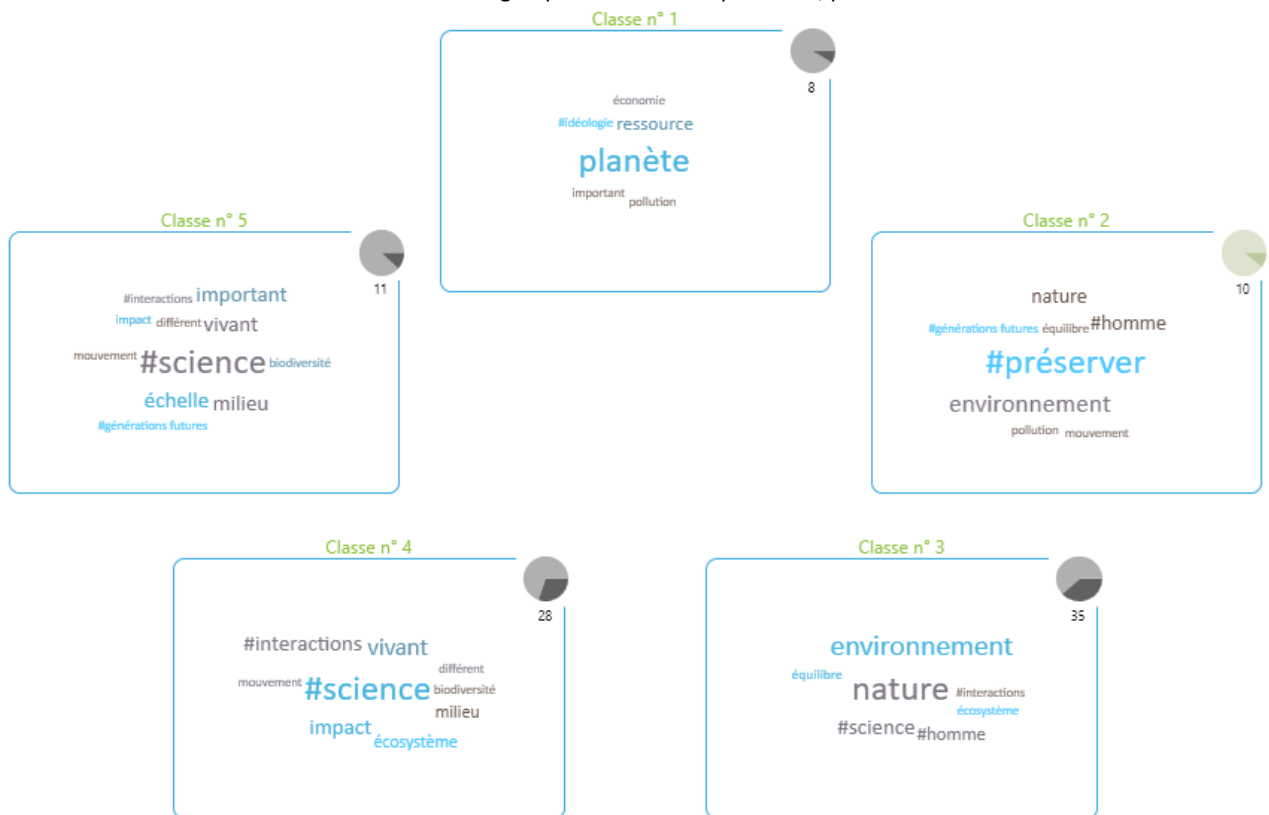 Classe n° 1
8
économie
#idéologie ressource
planète
important pollution
Classe n° 5
11
#interactions important
impact différent vivant
mouvement #science biodiversité
échelle milieu
#générations futures
Classe n° 2
10
nature
#générations futures équilibre #homme
#préserver
environnement
pollution mouvement
Classe n° 4
28
#interactions vivant
différent
mouvement #science biodiversité
milieu
impact écosystème
Classe n° 3
35
environnement
équilibre
nature #interactions
écosystème
#science #homme